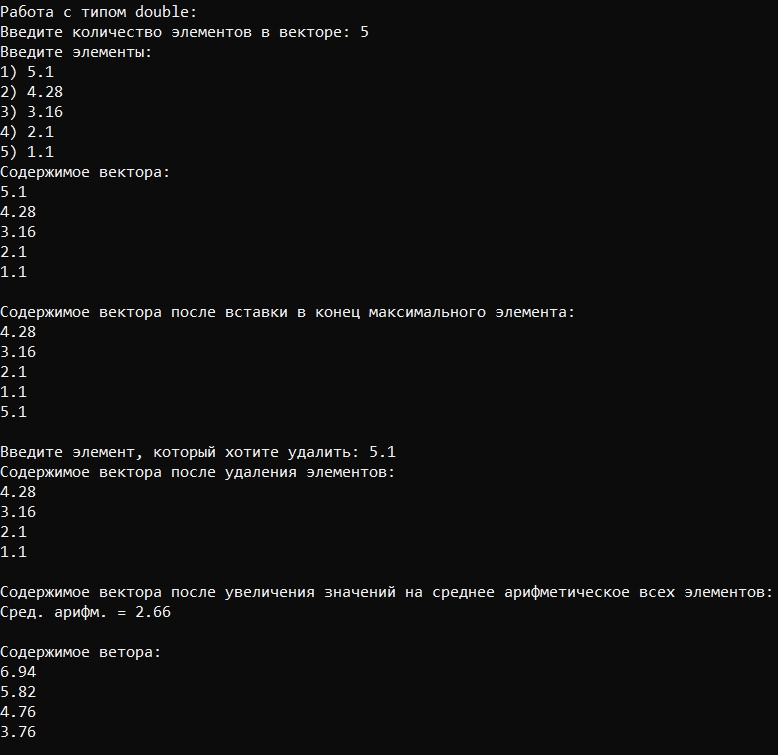 Работа с типом double:
Введите количество элементов в векторе: 5
Введите элементы:
1) 5.1
2) 4.28
3) 3.16
4) 2.1
5) 1.1
Содержимое вектора:
5.1
4.28
3.16
2.1
1.1
Содержимое вектора после вставки в конец максимального элемента:
4.28
3.16
2.1
1.1
5.1
Введите элемент, который хотите удалить: 5.1
Содержимое вектора после удаления элементов:
4.28
3.16
2.1
1.1
Содержимое вектора после увеличения значений на среднее арифметическое всех элементов:
Сред. арифм. = 2.66
Содержимое ветора:
6.94
5.82
4.76
3.76